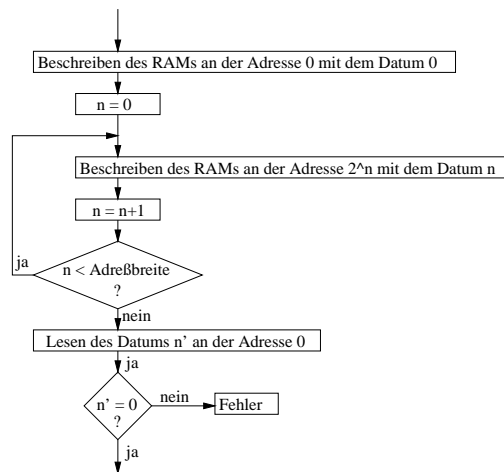 Beschreiben des RAMs an der Adresse 0 mit dem Datum 0
n = 0
Beschreiben des RAMs an der Adresse 2^n mit dem Datum n
n = n+1
ja
n < Adreßbreite
?
nein
Lesen des Datums n' an der Adresse 0
ja
n' = 0
?
nein
Fehler
ja